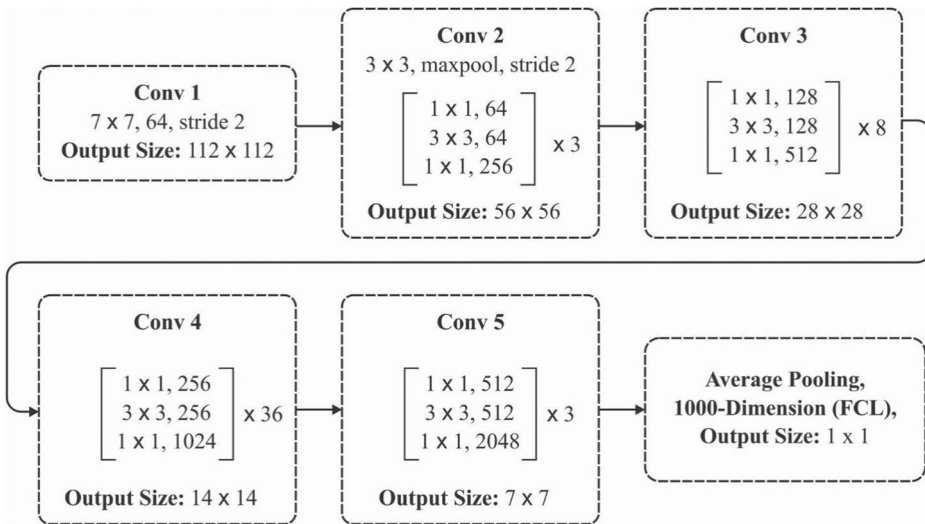 Conv 1
7 x 7, 64, stride 2
Output Size: 112 x 112
Conv 2
3 x 3, maxpool, stride 2
1 x 1, 64
3 x 3, 64
1 x 1, 256
x 3
Output Size: 56 x 56
Conv 3
1 x 1, 128
3 x 3, 128
1 x 1, 512
x 8
Output Size: 28 x 28
Conv 4
1 x 1, 256
3 x 3, 256
1 x 1, 1024
x 36
Output Size: 14 x 14
Conv 5
1 x 1, 512
3 x 3, 512
1 x 1, 2048
x 3
Output Size: 7 x 7
Average Pooling,
1000-Dimension (FCL),
Output Size: 1 x 1